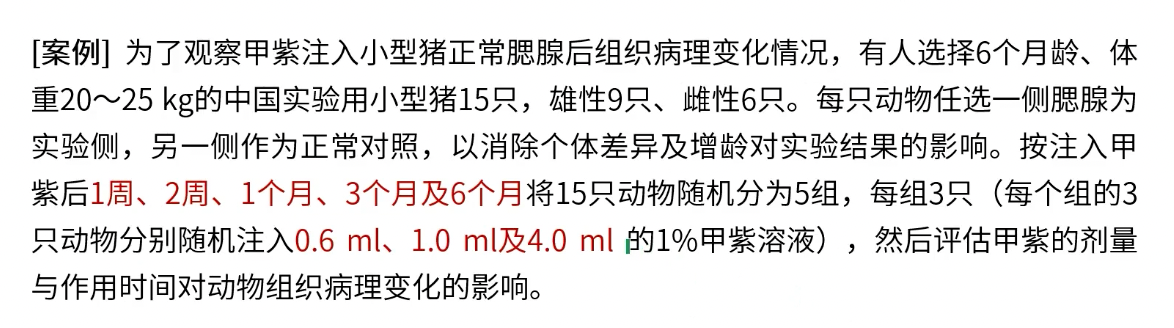 [案例] 为了观察甲紫注入小型猪正常腮腺后组织病理变化情况，有人选择6个月龄、体
重20～25 kg的中国实验用小型猪15只，雄性9只、雌性6只。每只动物任选一侧腮腺为
实验侧，另一侧作为正常对照，以消除个体差异及增龄对实验结果的影响。按注入甲
紫后1周、2周、1个月、3个月及6个月将15只动物随机分为5组，每组3只（每个组的3
只动物分别随机注入0.6 ml、1.0 ml及4.0 ml 的1%甲紫溶液），然后评估甲紫的剂量
与作用时间对动物组织病理变化的影响。